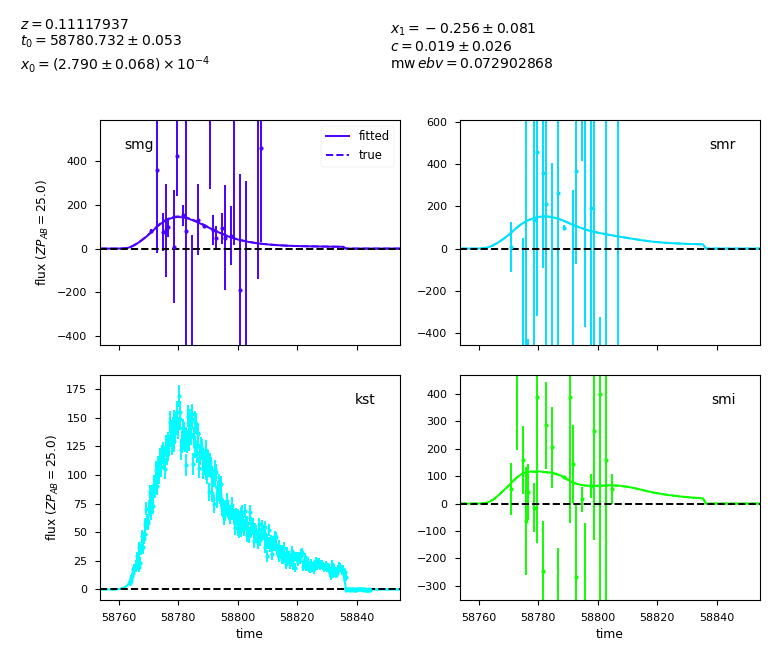 z = 0.11117937
t0 = 58780.732 ± 0.053
x0 = (2.790 ± 0.068) × 10^−4
x1 = −0.256 ± 0.081
c = 0.019 ± 0.026
mw ebv = 0.072902868
smg
fitted
true
400
200
0
−200
−400
flux (ZP_AB = 25.0)
smr
600
400
200
0
−200
−400
kst
175
150
125
100
75
50
25
0
flux (ZP_AB = 25.0)
58760 58780 58800 58820 58840
time
smi
400
300
200
100
0
−100
−200
−300
58760 58780 58800 58820 58840
time